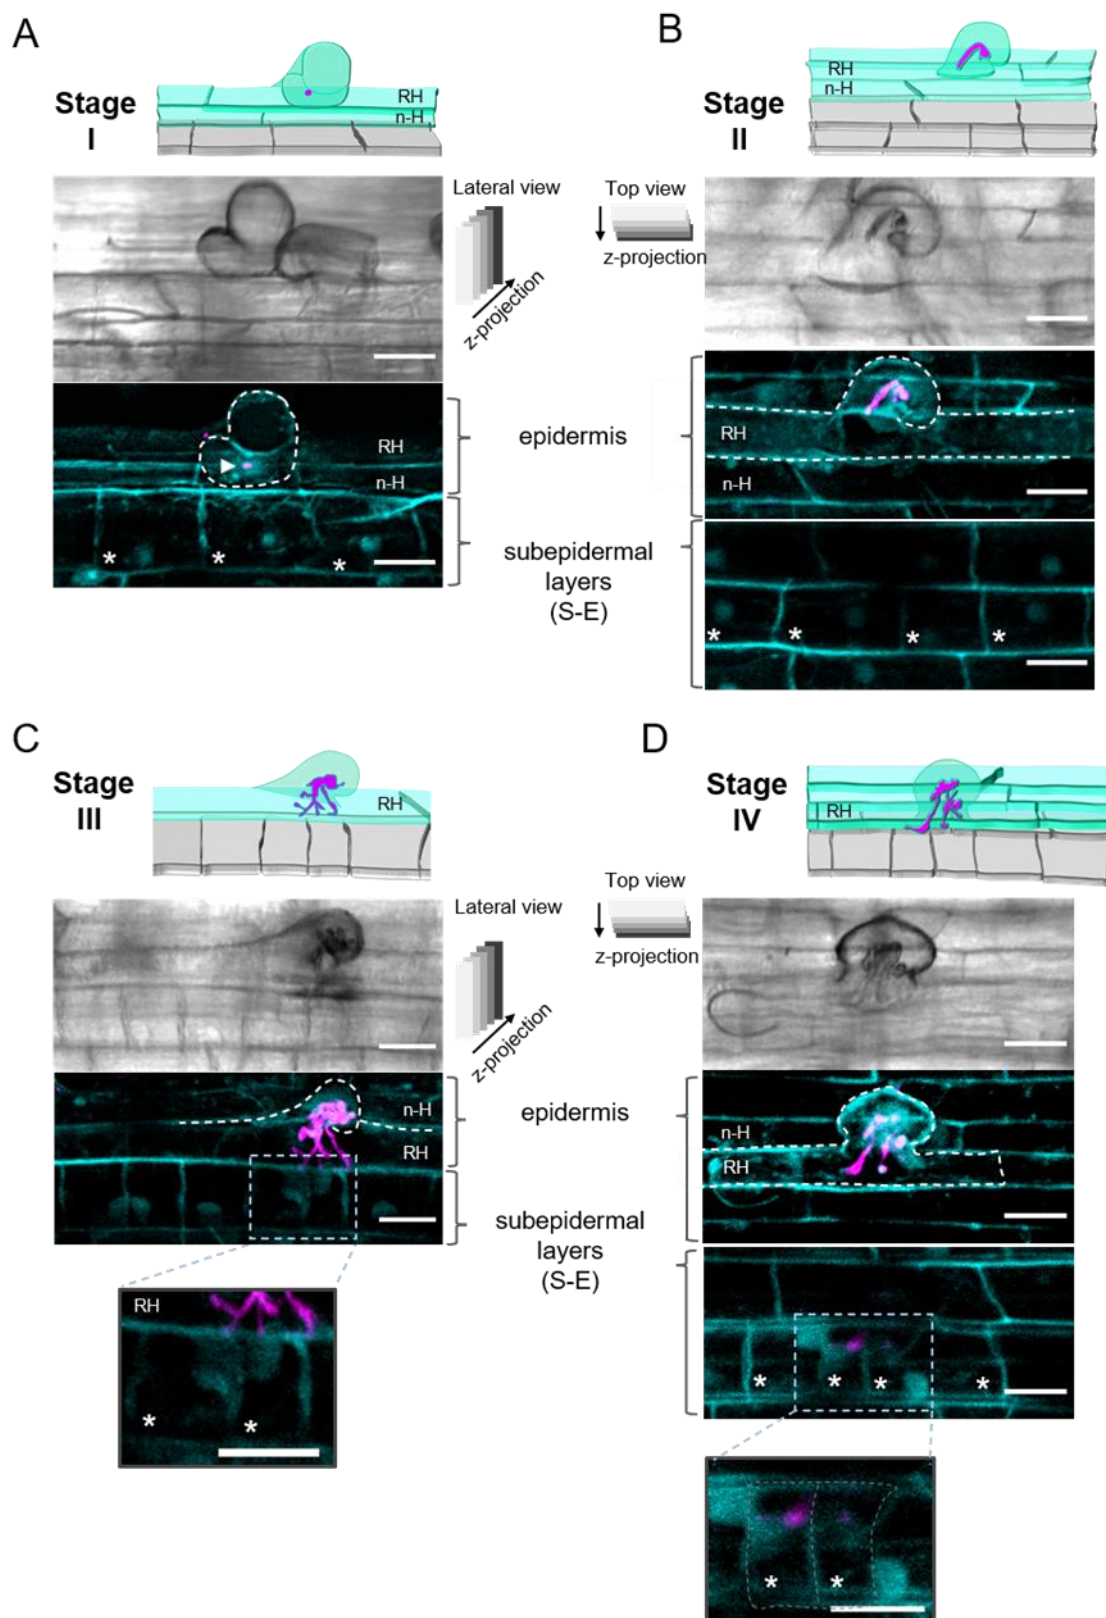 A
Stage
I
RH
n-H
B
Stage
II
RH
n-H
Lateral view
z-projection
Top view
z-projection
RH
n-H
*
*
*
epidermis
subepidermal
layers
(S-E)
RH
n-H
*
*
*
*
C
Stage
III
RH
D
Stage
IV
RH
Lateral view
z-projection
Top view
z-projection
n-H
RH
epidermis
subepidermal
layers
(S-E)
n-H
RH
*
*
*
*
RH
*
*
*
*